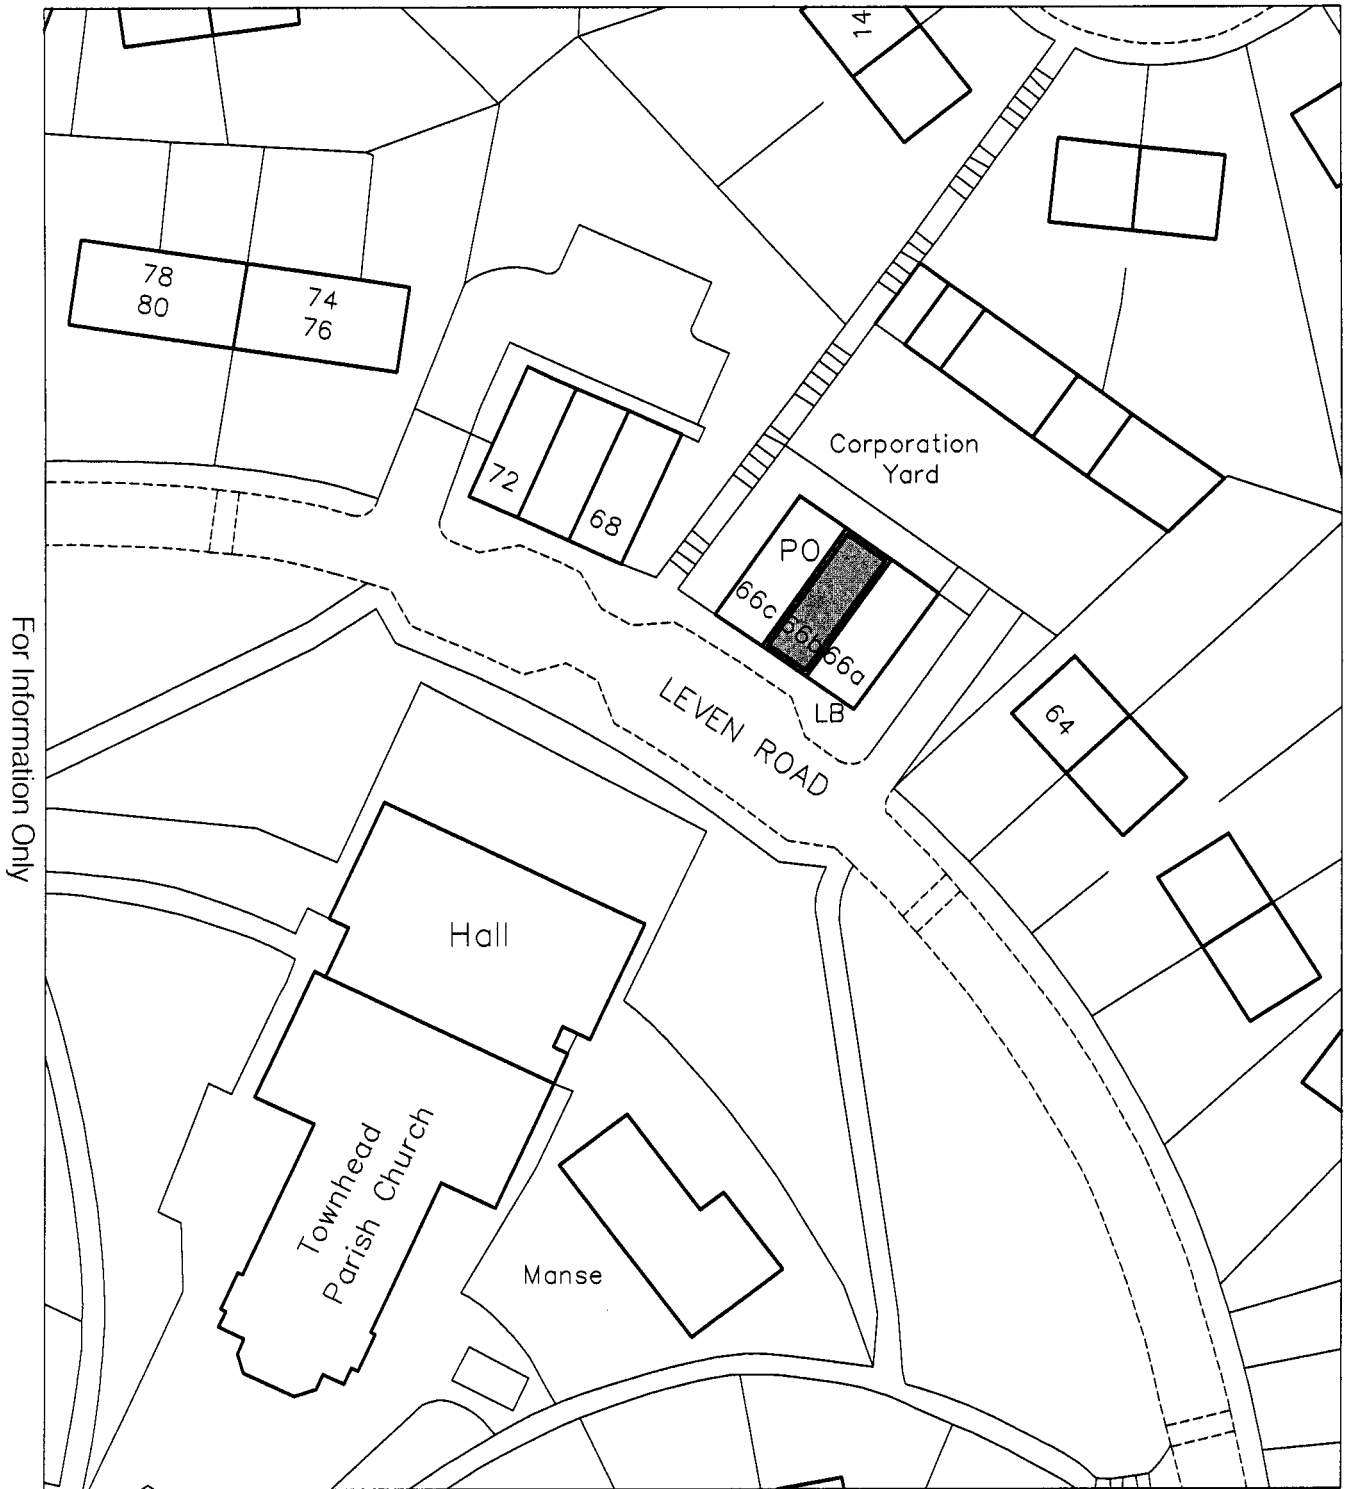 14
78
80
74
76
Corporation
Yard
72
68
PO
66c
66b
66a
LB
64
LEVEN ROAD
For Information Only
Hall
Townhead
Parish Church
Manse